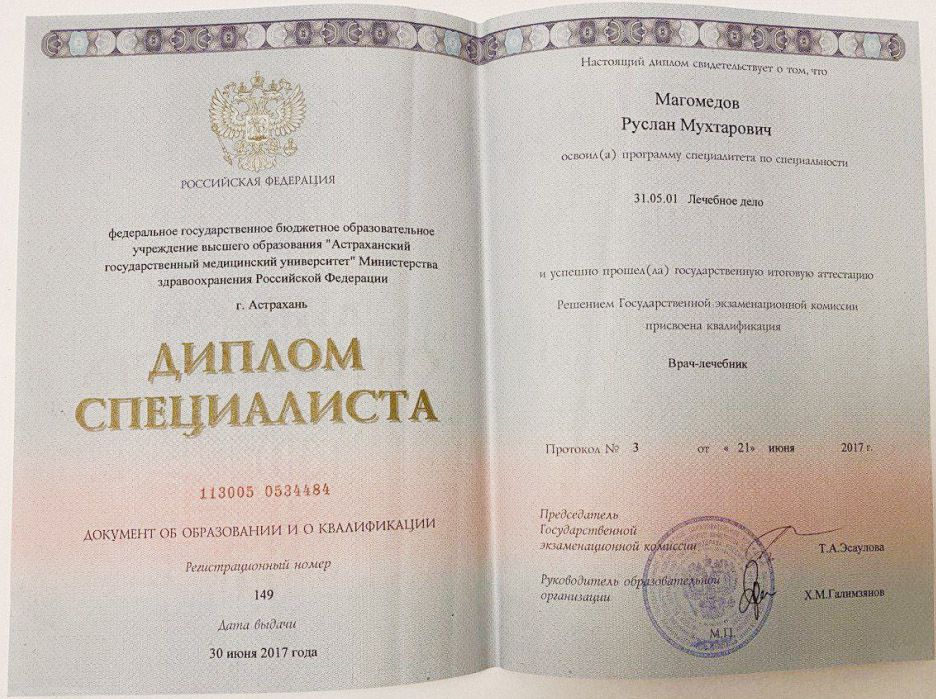 РОССИЙСКАЯ ФЕДЕРАЦИЯ
федеральное государственное бюджетное образовательное
учреждение высшего образования "Астраханский
государственный медицинский университет" Министерства
здравоохранения Российской Федерации
г. Астрахань
ДИПЛОМ
СПЕЦИАЛИСТА
113005 0534484
ДОКУМЕНТ ОБ ОБРАЗОВАНИИ И О КВАЛИФИКАЦИИ
Регистрационный номер
149
Дата выдачи
30 июня 2017 года
Настоящий диплом свидетельствует о том, что
Магомедов
Руслан Мухтарович
освоил(а) программу специалитета по специальности
31.05.01 Лечебное дело
и успешно прошел(ла) государственную итоговую аттестацию
Решением Государственной экзаменационной комиссии
присвоена квалификация
Врач-лечебник
Протокол № 3 от « 21» июня 2017 г.
Председатель
Государственной
экзаменационной комиссии
Т.А.Эсаулова
Руководитель образовательной
организации
Х.М.Галимзянов
М.П.